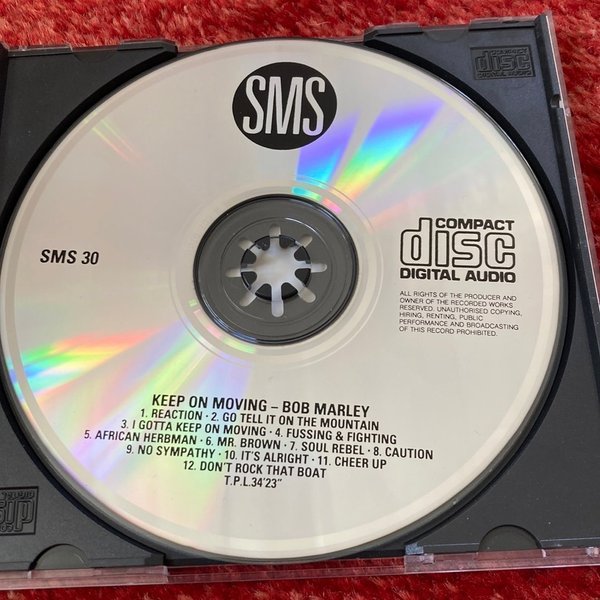 SMS
disc
COMPACT
DIGITAL AUDIO
SMS 30
COMPACT
disc
DIGITAL AUDIO
ALL RIGHTS OF THE PRODUCER AND
OWNER OF THE RECORDED WORKS
RESERVED. UNAUTHORISED COPYING,
HIRING, RENTING, PUBLIC
PERFORMANCE AND BROADCASTING
OF THIS RECORD PROHIBITED.
KEEP ON MOVING – BOB MARLEY
1. REACTION · 2. GO TELL IT ON THE MOUNTAIN
3. I GOTTA KEEP ON MOVING · 4. FUSSING & FIGHTING
5. AFRICAN HERBMAN · 6. MR. BROWN · 7. SOUL REBEL · 8. CAUTION
9. NO SYMPATHY · 10. IT'S ALRIGHT · 11. CHEER UP
12. DON'T ROCK THAT BOAT
T.P.L.34'23"